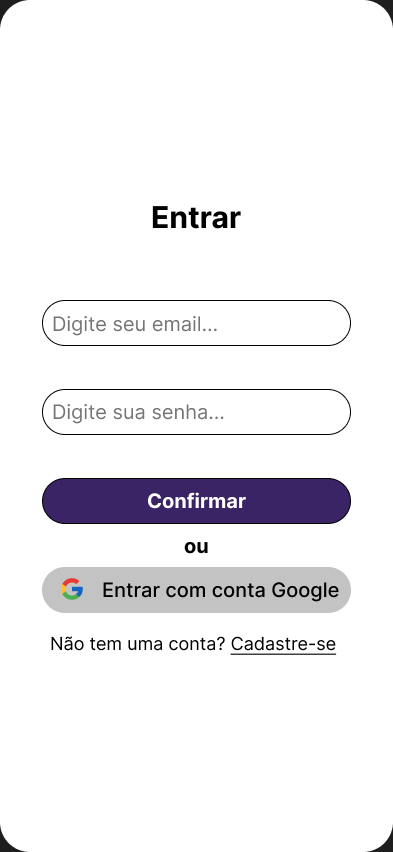 Entrar
Digite seu email...
Digite sua senha...
Confirmar
ou
Entrar com conta Google
Não tem uma conta? Cadastre-se